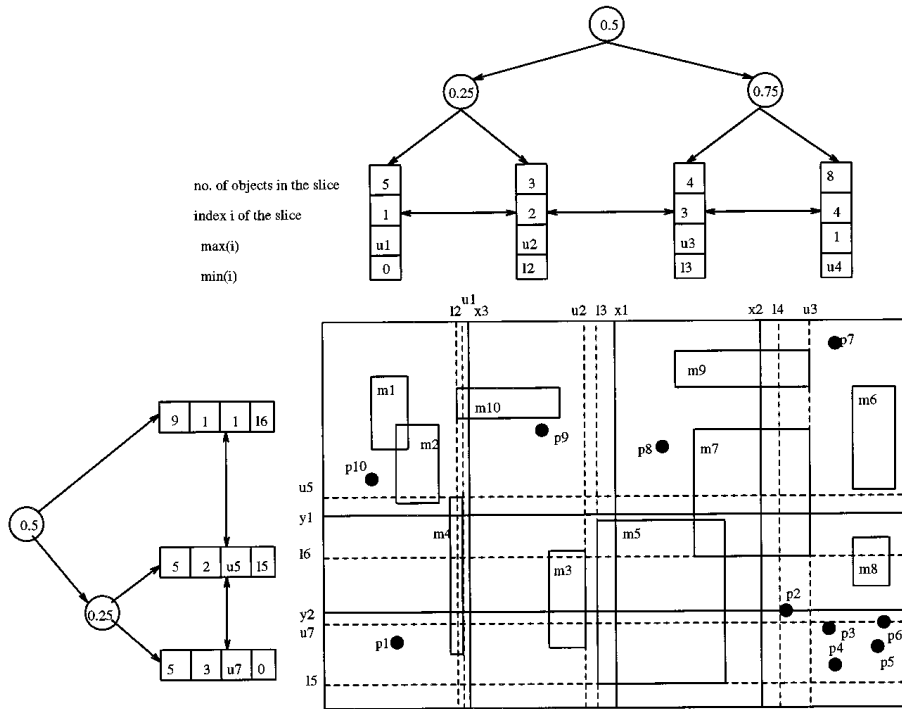 0.5
0.25
0.75
no. of objects in the slice
5
3
4
8
index i of the slice
1
2
3
4
max(i)
u1
u2
u3
1
min(i)
0
l2
l3
u4
u1
l2
x3
u2
l3
x1
x2
l4
u3
p7
m9
m1
m10
m6
9
1
1
l6
m2
p9
p8
m7
p10
u5
0.5
y1
m4
m5
l6
5
2
u5
l5
m3
m8
0.25
y2
p2
u7
p1
p3
p6
p4
p5
5
3
u7
0
l5